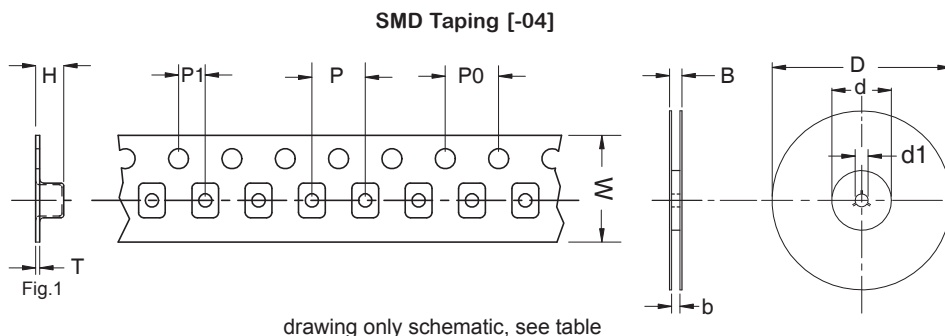 SMD Taping [-04]
H
P1
P
P0
B
D
d
d1
W
T
Fig.1
b
drawing only schematic, see table